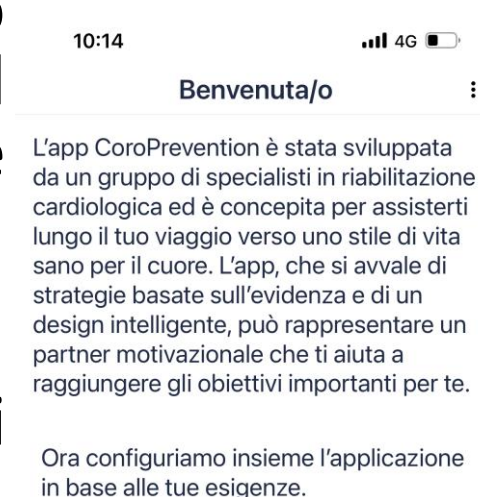 10:14
4G
Benvenuta/o
L'app CoroPrevention è stata sviluppata
da un gruppo di specialisti in riabilitazione
cardiologica ed è concepita per assisterti
lungo il tuo viaggio verso uno stile di vita
sano per il cuore. L'app, che si avvale di
strategie basate sull'evidenza e di un
design intelligente, può rappresentare un
partner motivazionale che ti aiuta a
raggiungere gli obiettivi importanti per te.
Ora configuriamo insieme l'applicazione
in base alle tue esigenze.